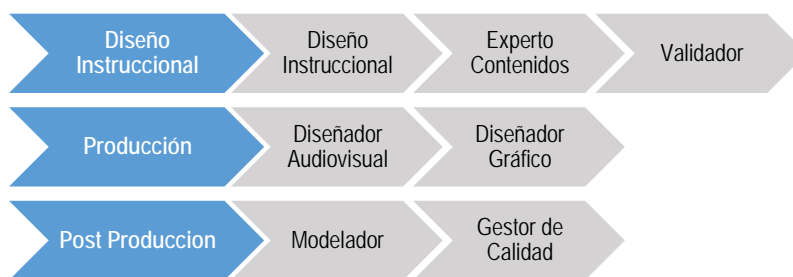 Diseño
Instruccional
Diseño
Instruccional
Experto
Contenidos
Validador
Producción
Diseñador
Audiovisual
Diseñador
Gráfico
Post Produccion
Modelador
Gestor de
Calidad